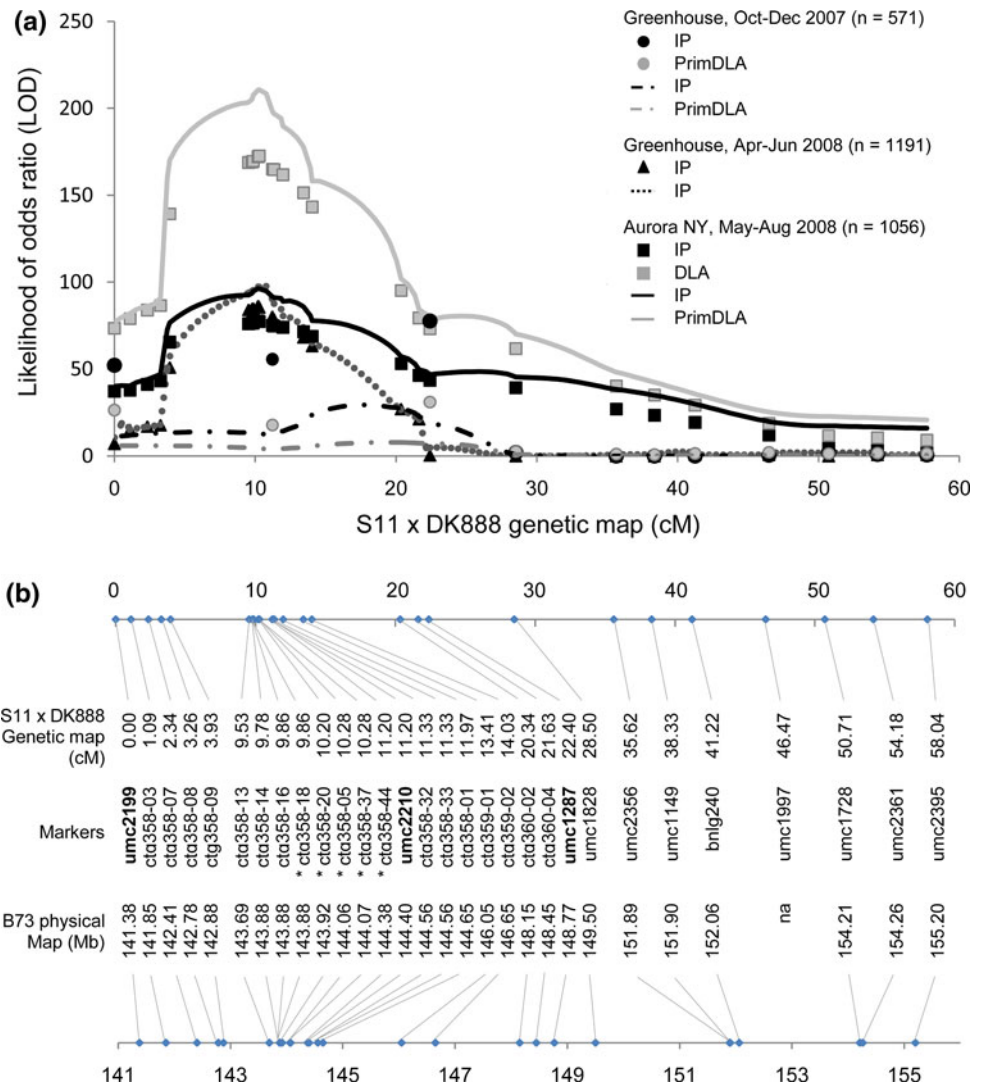 (a)
Likelihood of odds ratio (LOD)
250
200
150
100
50
0
0 10 20 30 40 50 60
S11 x DK888 genetic map (cM)
Greenhouse, Oct-Dec 2007 (n = 571)
IP
PrimDLA
IP
PrimDLA
Greenhouse, Apr-Jun 2008 (n = 1191)
IP
IP
Aurora NY, May-Aug 2008 (n = 1056)
IP
DLA
IP
PrimDLA
(b)
0 10 20 30 40 50 60
S11 x DK888
Genetic map
(cM)
0.00 1.09 2.34 3.26 3.93 9.53 9.78 9.86 9.86 10.20 10.28 10.28 11.20 11.20 11.33 11.33 11.97 13.41 14.03 20.34 21.63 22.40 28.50 35.62 38.33 41.22 46.47 50.71 54.18 58.04
Markers
umc2199 cta358-03 cta358-07 cta358-08 ctg358-09 cta358-13 cta358-14 cta358-16 * cta358-18 * cta358-20 * cta358-05 * cta358-37 * cta358-44 umc2210 cta358-32 cta358-33 cta358-01 cta359-01 cta359-02 cta360-02 cta360-04 umc1287 umc1828 umc2356 umc1149 bnlg240 umc1997 umc1728 umc2361 umc2395
B73 physical
Map (Mb)
141.38 141.85 142.41 142.78 142.88 143.69 143.88 143.88 143.88 143.92 144.06 144.07 144.38 144.40 144.56 144.56 144.65 146.05 146.65 148.15 148.45 148.77 149.50 151.89 151.90 152.06 na 154.21 154.26 155.20
141 143 145 147 149 151 153 155